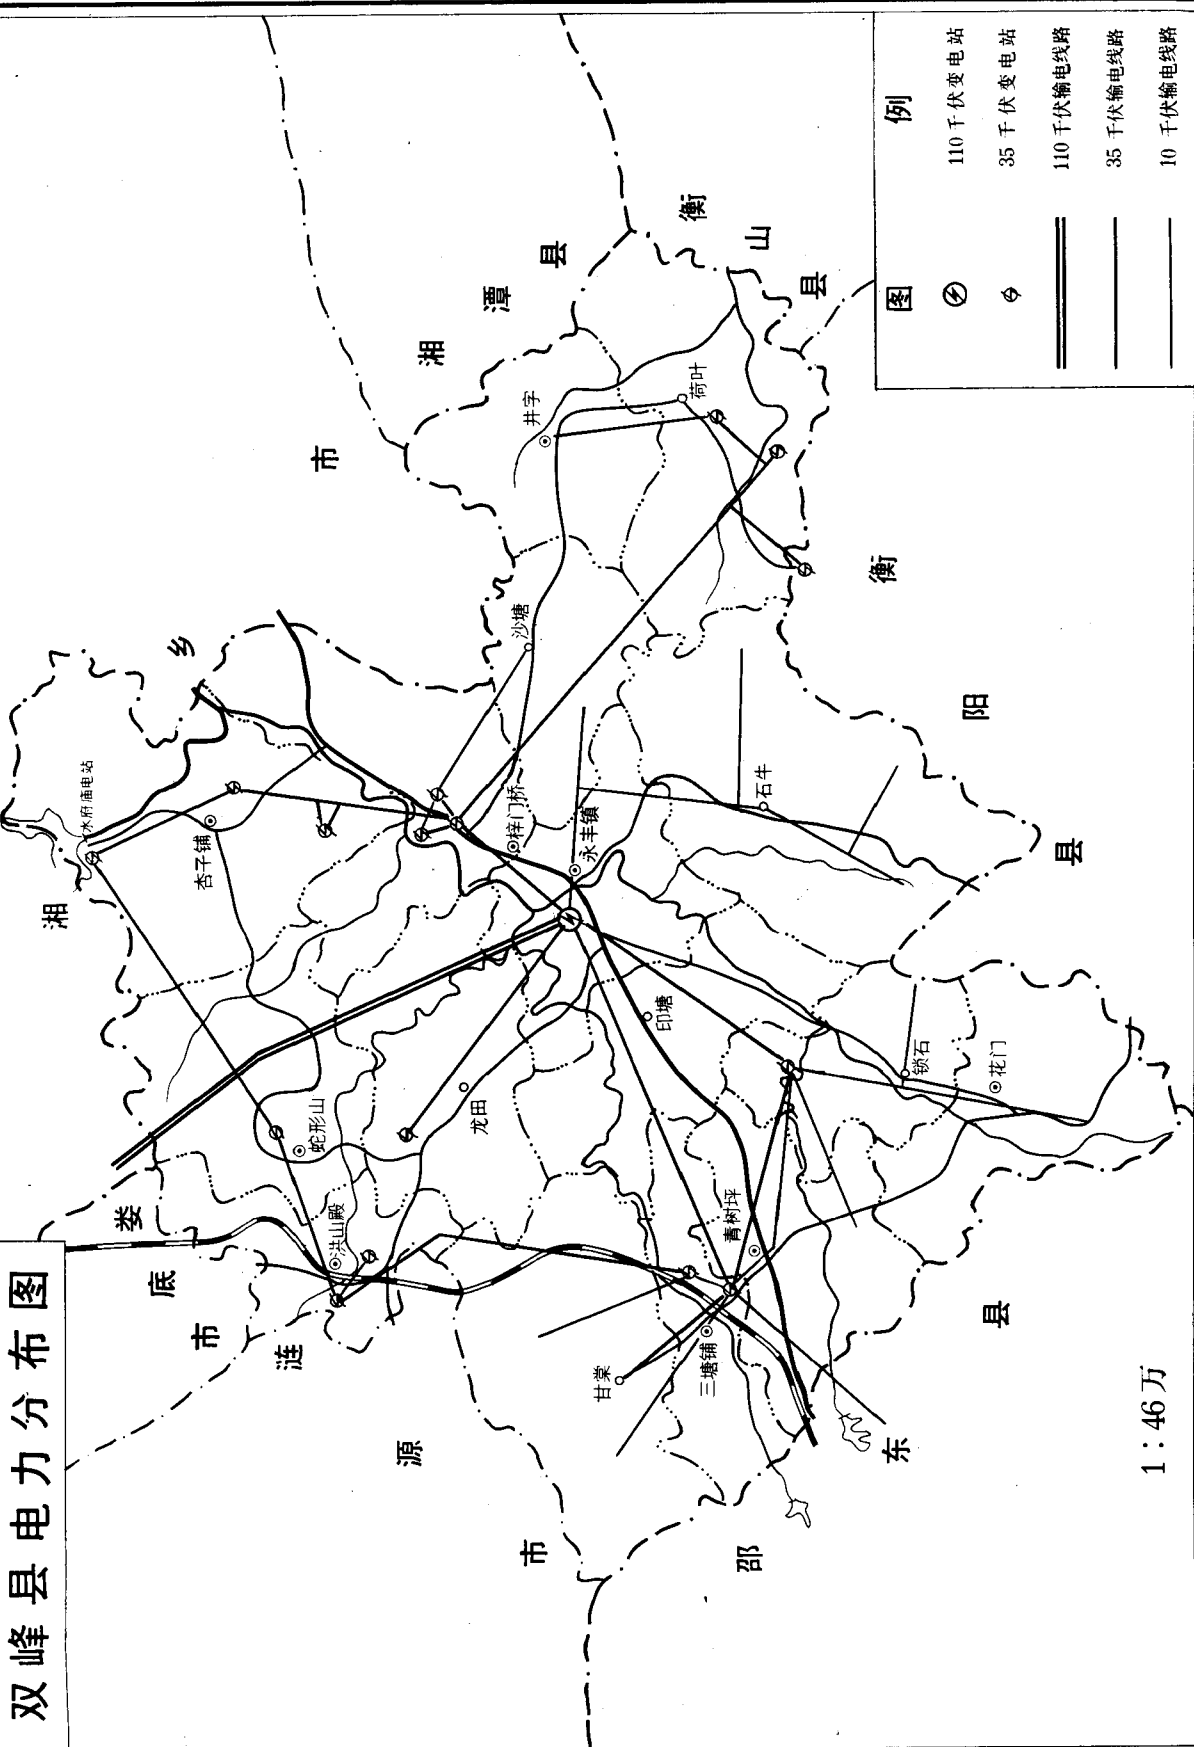 双峰县电力分布图
图例
110千伏变电站
35千伏变电站
110千伏输电线路
35千伏输电线路
10千伏输电线路
娄底市
涟源市
湘乡市
湘潭县
衡山县
衡阳县
邵东县
水府庙电站
杏子铺
蛇形山
洪山殿
龙田
梓门桥
沙塘
井字
荷叶
永丰镇
石牛
印塘
锁石
花门
青树坪
三塘铺
甘棠
1:46万